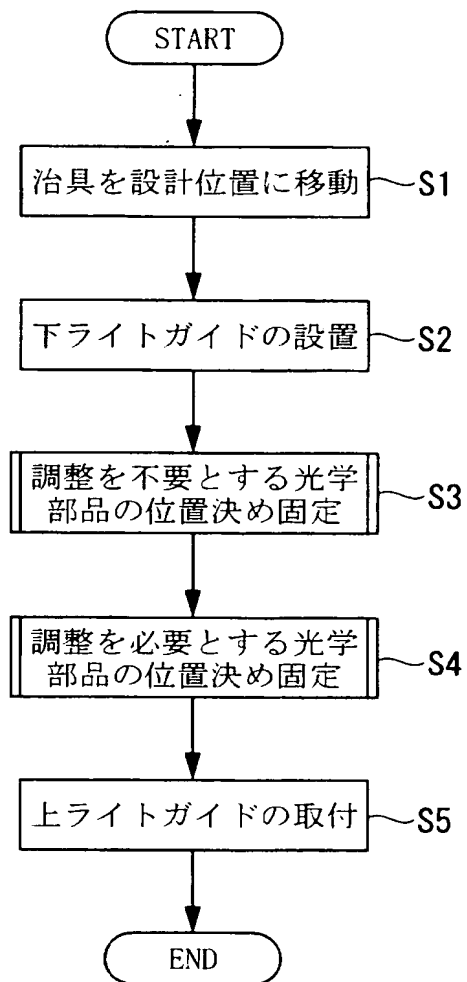 START
治具を設計位置に移動
S1
下ライトガイドの設置
S2
調整を不要とする光学
部品の位置決め固定
S3
調整を必要とする光学
部品の位置決め固定
S4
上ライトガイドの取付
S5
END